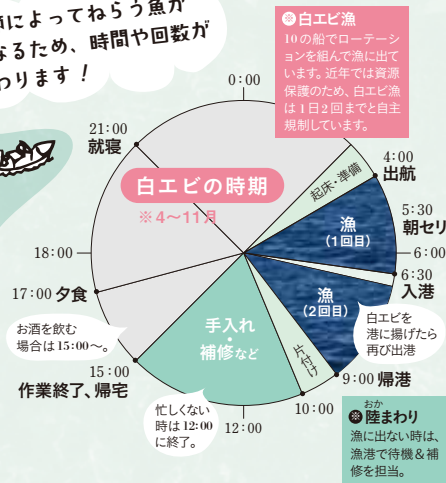 によってねらう魚が
なるため、時間や回数が
わります！
※白エビ漁
10の船でローテーシ
ョンを組んで漁に出て
います。近年では資源
保護のため、白エビ漁
は1日2回までと自主
規制しています。
0:00
21:00
就寝
白エビの時期
※4〜11月
起床・準備
4:00
出航
漁
(1回目)
5:30
朝セリ
6:00
6:30
入港
漁
(2回目)
白エビを
港に揚げたら
再び出港
18:00
17:00 夕食
お酒を飲む
場合は15:00〜。
手入れ
・
補修など
片付け
15:00
作業終了、帰宅
忙しくない
時は12:00
に終了。
12:00
10:00
9:00 帰港
おか
※陸まわり
漁に出ない時は、
漁港で待機＆補
修を担当。